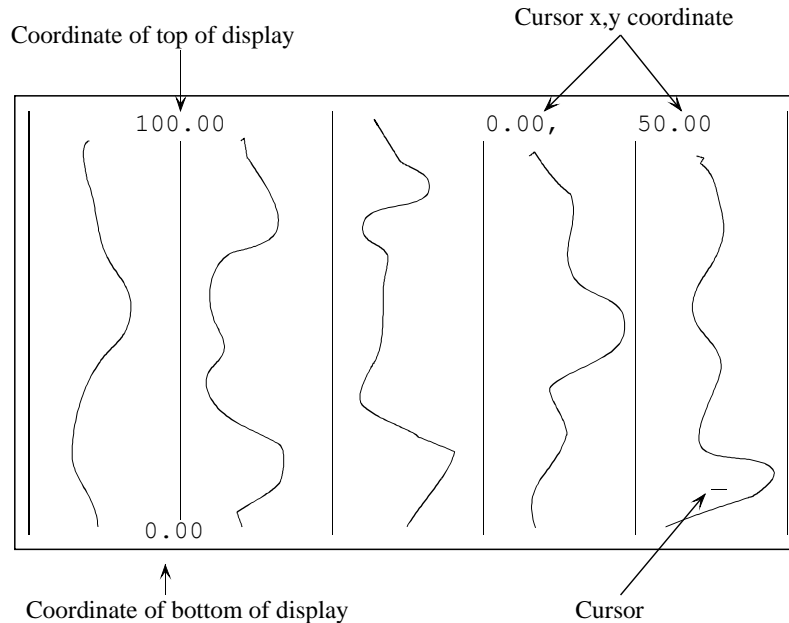 Cursor x,y coordinate
Coordinate of top of display
100.00
0.00, 50.00
0.00
Coordinate of bottom of display
Cursor